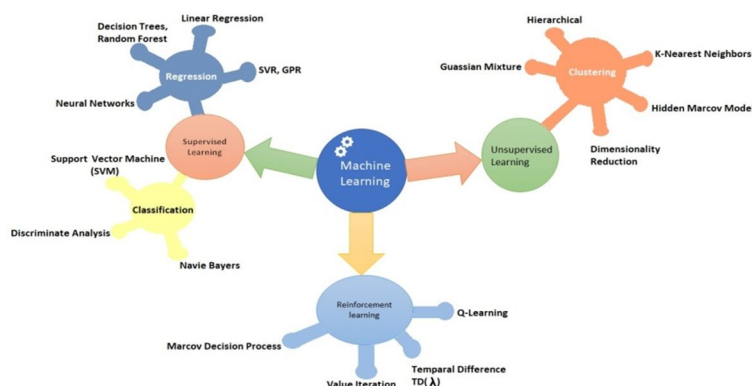 Linear Regression
Decision Trees,
Random Forest
Regression
SVR, GPR
Neural Networks
Supervised
Learning
Support Vector Machine
(SVM)
Classification
Discriminate Analysis
Navie Bayers
Machine
Learning
Hierarchical
K-Nearest Neighbors
Guassian Mixture
Clustering
Hidden Marcov Mode
Unsupervised
Learning
Dimensionality
Reduction
Reinforcement
learning
Q-Learning
Marcov Decision Process
Temparal Difference
TD(λ)
Value Iteration